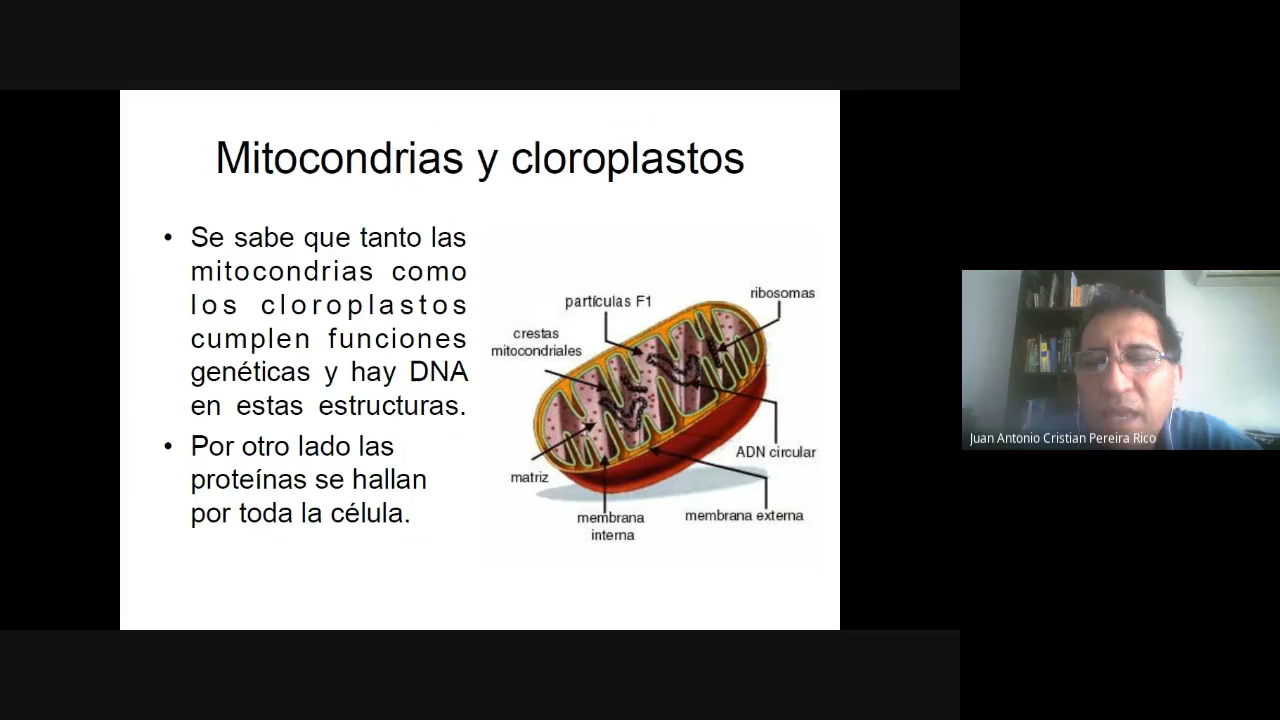 Mitocondrias y cloroplastos
• Se sabe que tanto las
mitocondrias como
los cloroplastos
cumplen funciones
genéticas y hay DNA
en estas estructuras.
• Por otro lado las
proteínas se hallan
por toda la célula.
partículas F1
ribosomas
crestas
mitocondriales
ADN circular
matriz
membrana
interna
membrana externa
Juan Antonio Cristian Pereira Rico